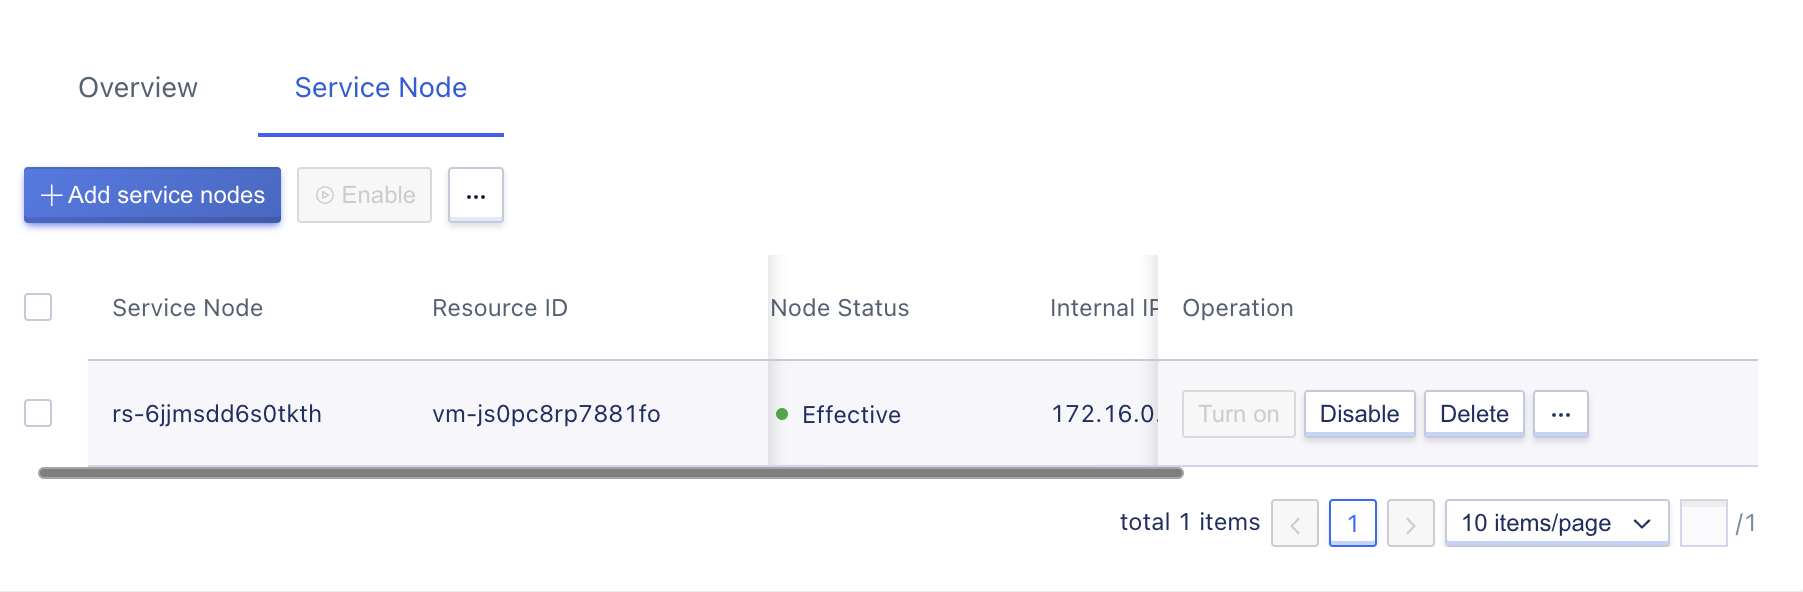 Overview Service Node
Add service nodes Enable ...
Service Node Resource ID Node Status Internal IP Operation
rs-6jjmsdd6s0tkth vm-js0pc8rp7881fo Effective 172.16.0. Turn on Disable Delete ...
total 1 items < 1 > 10 items/page /1